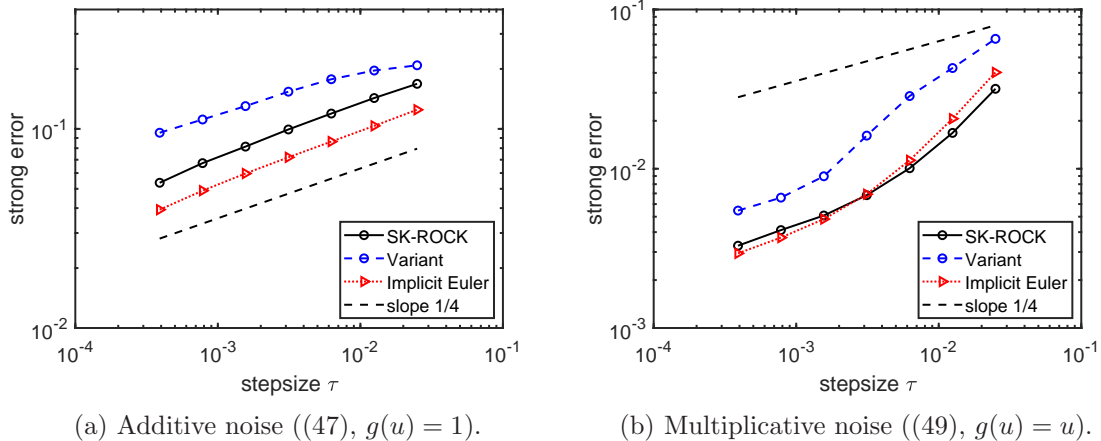 10^{-1}
10^{-2}
10^{-4} 10^{-3} 10^{-2} 10^{-1}
strong error
stepsize τ
SK-ROCK
Variant
Implicit Euler
slope 1/4
(a) Additive noise ((47), g(u) = 1).
10^{-1}
10^{-2}
10^{-3}
10^{-4} 10^{-3} 10^{-2} 10^{-1}
strong error
stepsize τ
SK-ROCK
Variant
Implicit Euler
slope 1/4
(b) Multiplicative noise ((49), g(u) = u).